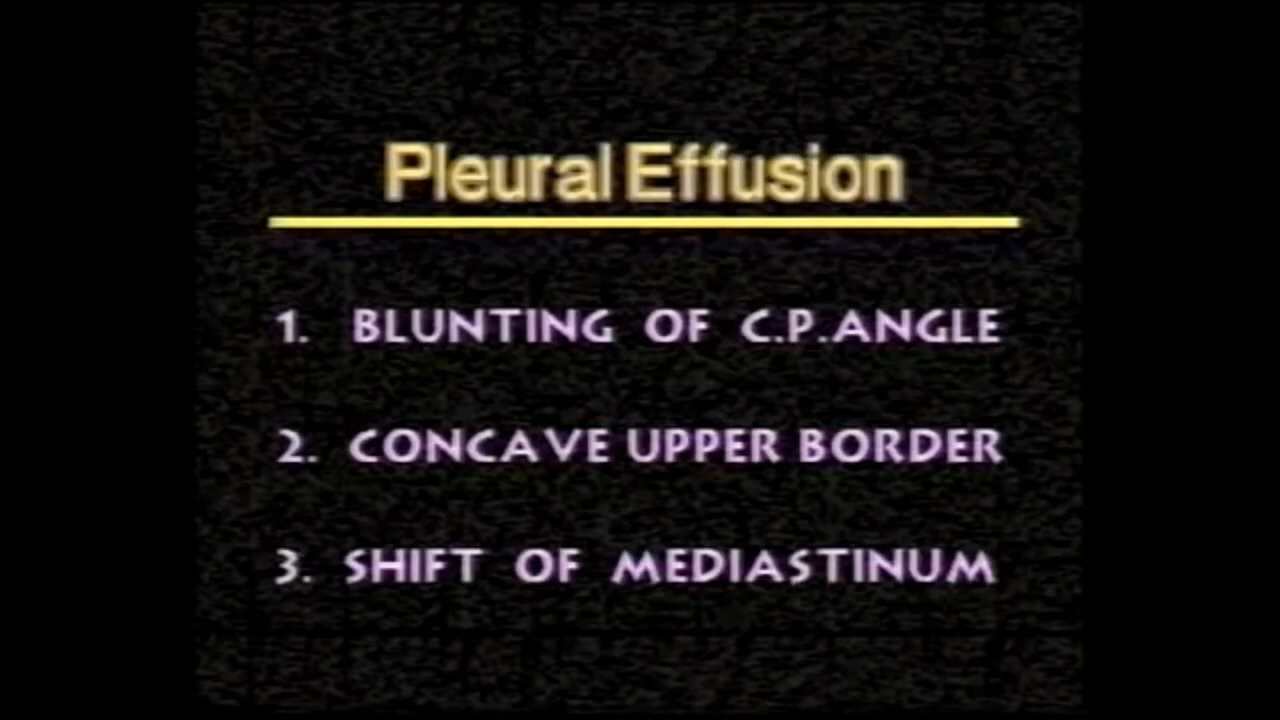 Pleural Effusion
1. BLUNTING OF C.P.ANGLE
2. CONCAVE UPPER BORDER
3. SHIFT OF MEDIASTINUM